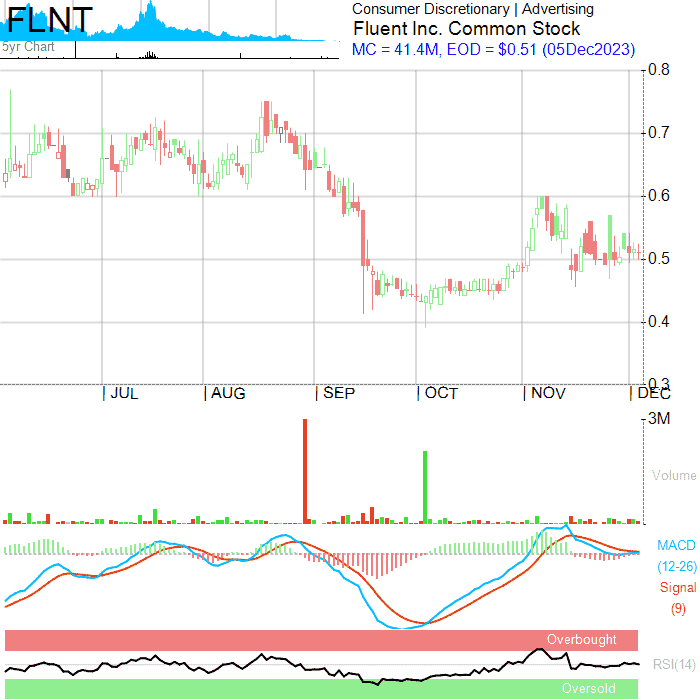 FLNT
5yr Chart
Consumer Discretionary | Advertising
Fluent Inc. Common Stock
MC = 41.4M, EOD = $0.51 (05Dec2023)
0.8
0.7
0.6
0.5
0.4
0.3
| JUL | AUG | SEP | OCT | NOV | DEC
3M
Volume
MACD
(12-26)
Signal
(9)
Overbought
RSI(14)
Oversold